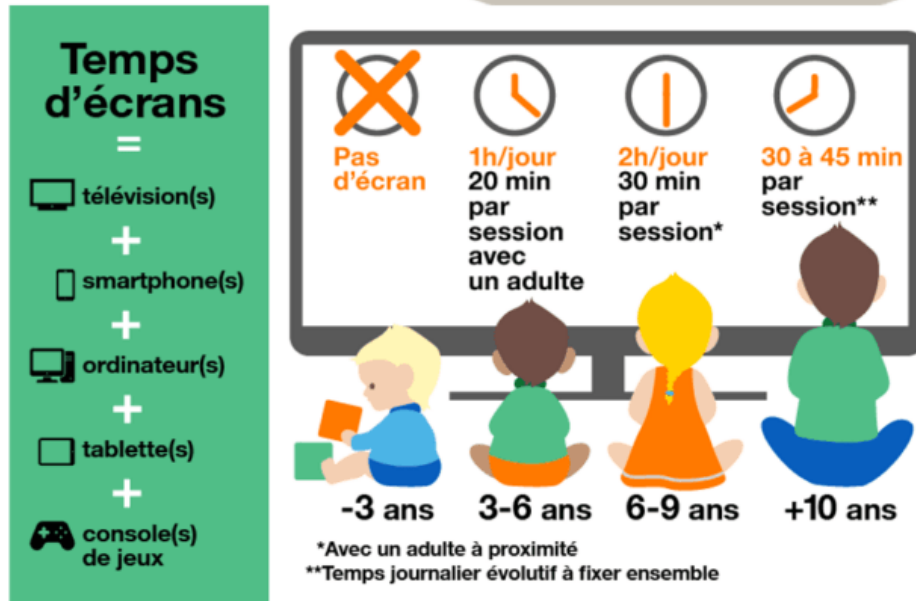 Temps
d'écrans
=
télévision(s)
+
smartphone(s)
+
ordinateur(s)
+
tablette(s)
+
console(s)
de jeux
Pas
d'écran
1h/jour
20 min
par
session
avec
un adulte
2h/jour
30 min
par
session*
30 à 45 min
par
session**
-3 ans
3-6 ans
6-9 ans
+10 ans
*Avec un adulte à proximité
**Temps journalier évolutif à fixer ensemble